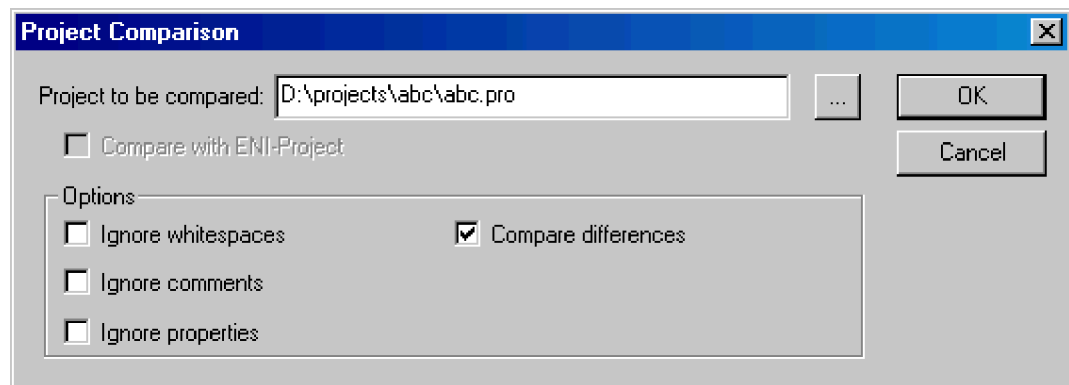 Project Comparison
Project to be compared: D:\projects\abc\abc.pro ... OK
Compare with ENI-Project
Cancel
Options
Ignore whitespaces Compare differences
Ignore comments
Ignore properties